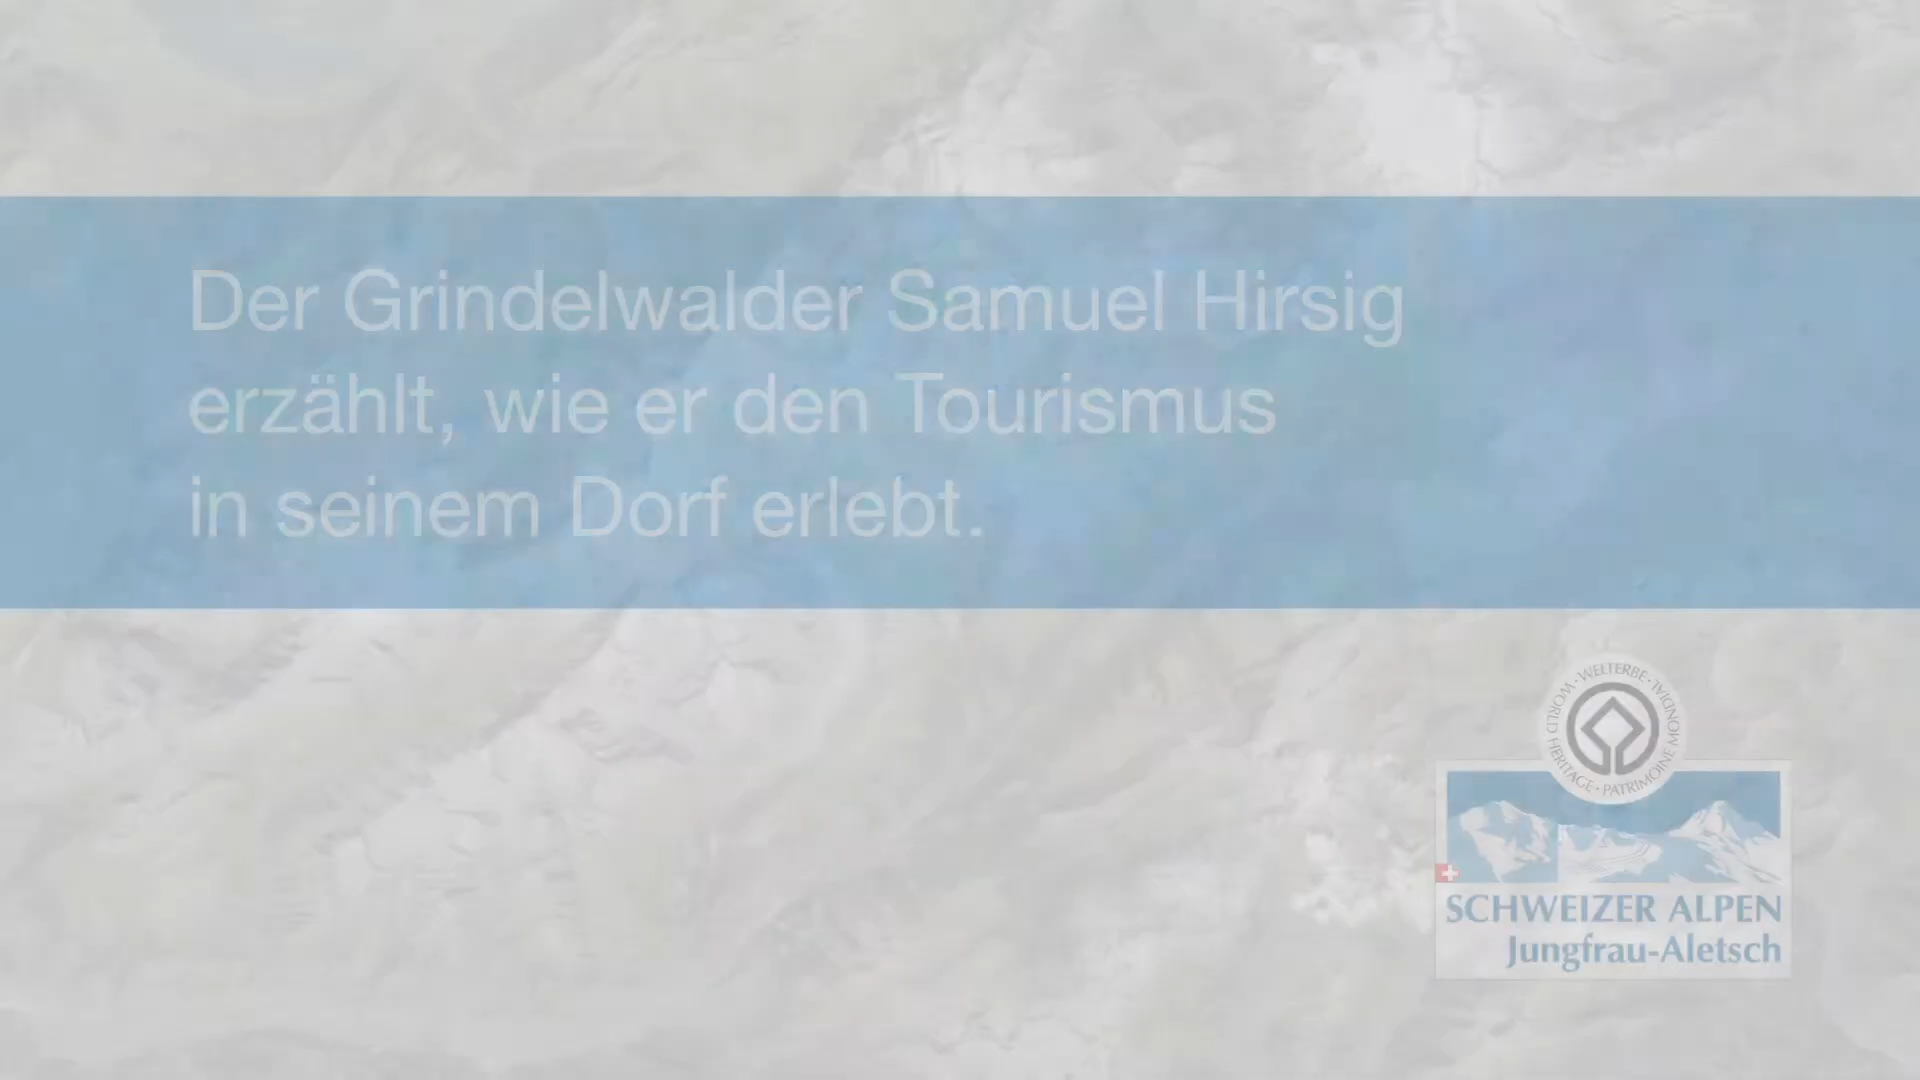 Der Grindelwalder Samuel Hirsig
erzählt, wie er den Tourismus
in seinem Dorf erlebt.
WORLD HERITAGE · WELTERBE · PATRIMOINE MONDIAL ·
SCHWEIZER ALPEN
Jungfrau-Aletsch